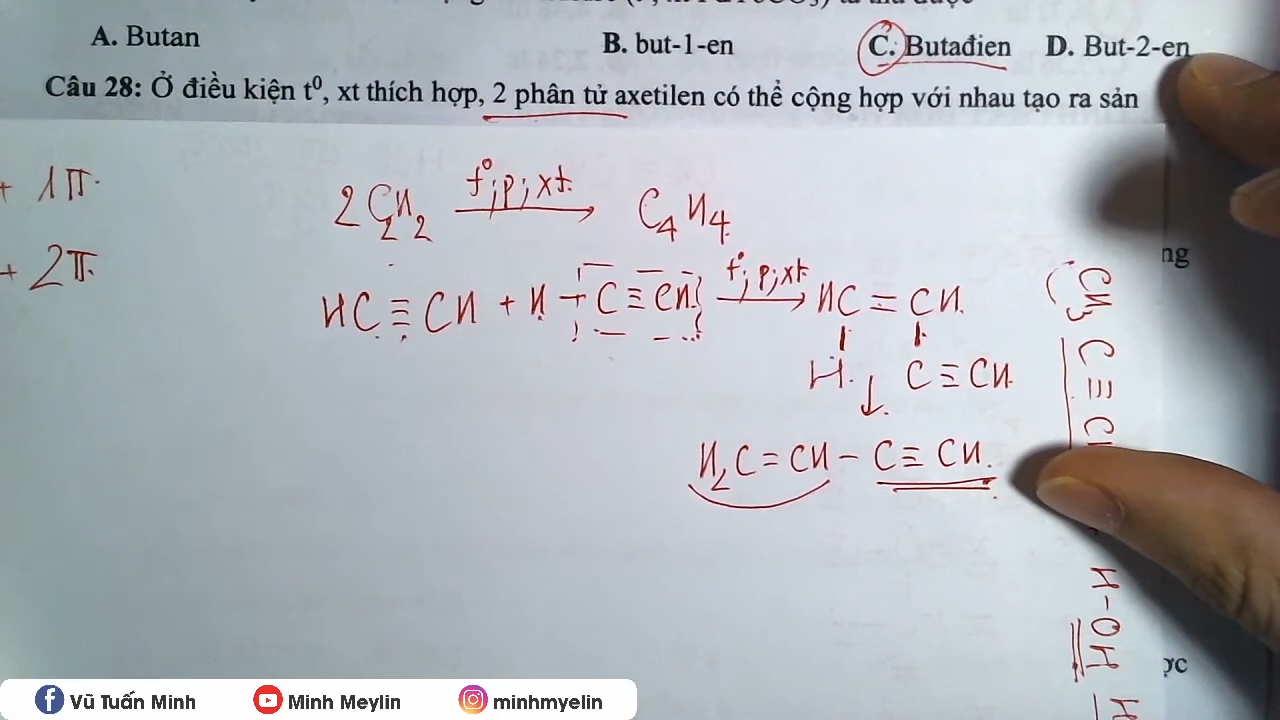 A. Butan B. but-1-en C. Butađien D. But-2-en
Câu 28: Ở điều kiện t⁰, xt thích hợp, 2 phân tử axetilen có thể cộng hợp với nhau tạo ra sản
+ 1π
+ 2π
2C₂H₂ t°; p; xt → C₄H₄
HC ≡ CH + H – C ≡ CH t°; p; xt → HC = CH
H C ≡ CH
↓
H₂C = CH – C ≡ CH
ng
CH₃ C ≡
H-OH
H
Vũ Tuấn Minh Minh Meylin minhmyelin